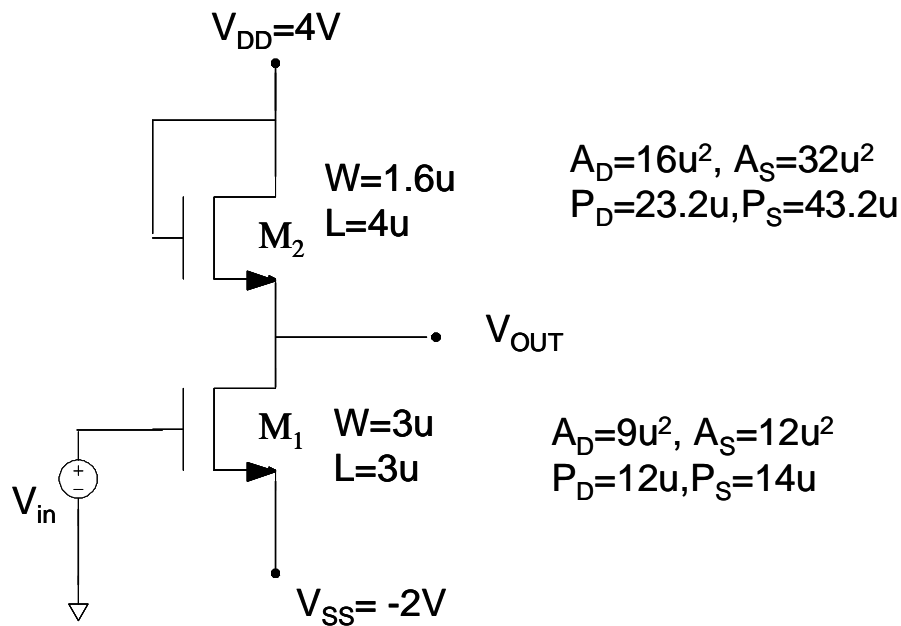 V_DD=4V
W=1.6u
L=4u
M₂
A_D=16u², A_S=32u²
P_D=23.2u,P_S=43.2u
V_OUT
M₁
W=3u
L=3u
A_D=9u², A_S=12u²
P_D=12u,P_S=14u
+
–
V_in
V_SS= -2V